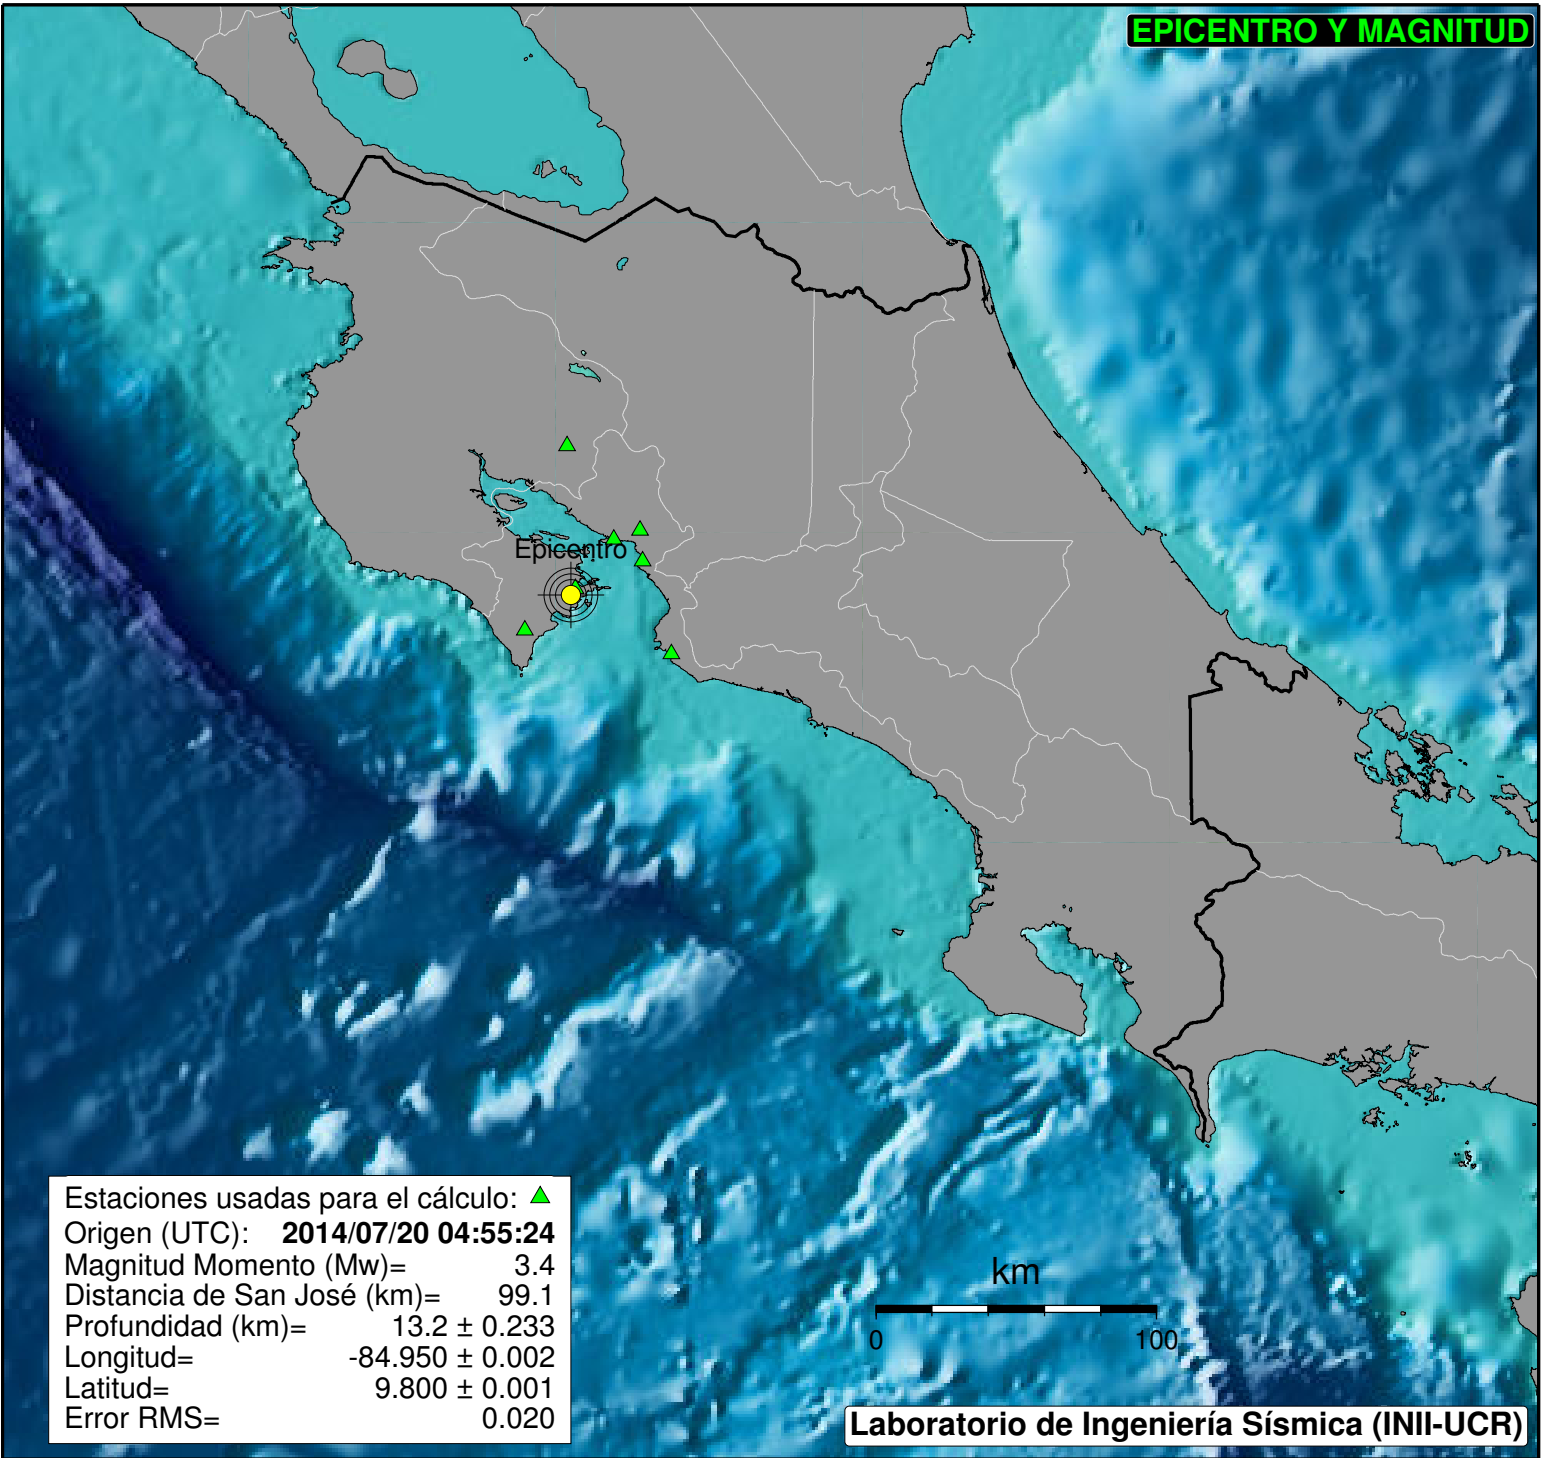 EPICENTRO Y MAGNITUD
Epicentro
Estaciones usadas para el cálculo:
Origen (UTC): 2014/07/20 04:55:24
Magnitud Momento (Mw)= 3.4
Distancia de San José (km)= 99.1
Profundidad (km)= 13.2 ± 0.233
Longitud= -84.950 ± 0.002
Latitud= 9.800 ± 0.001
Error RMS= 0.020
km
0 100
Laboratorio de Ingeniería Sísmica (INII-UCR)